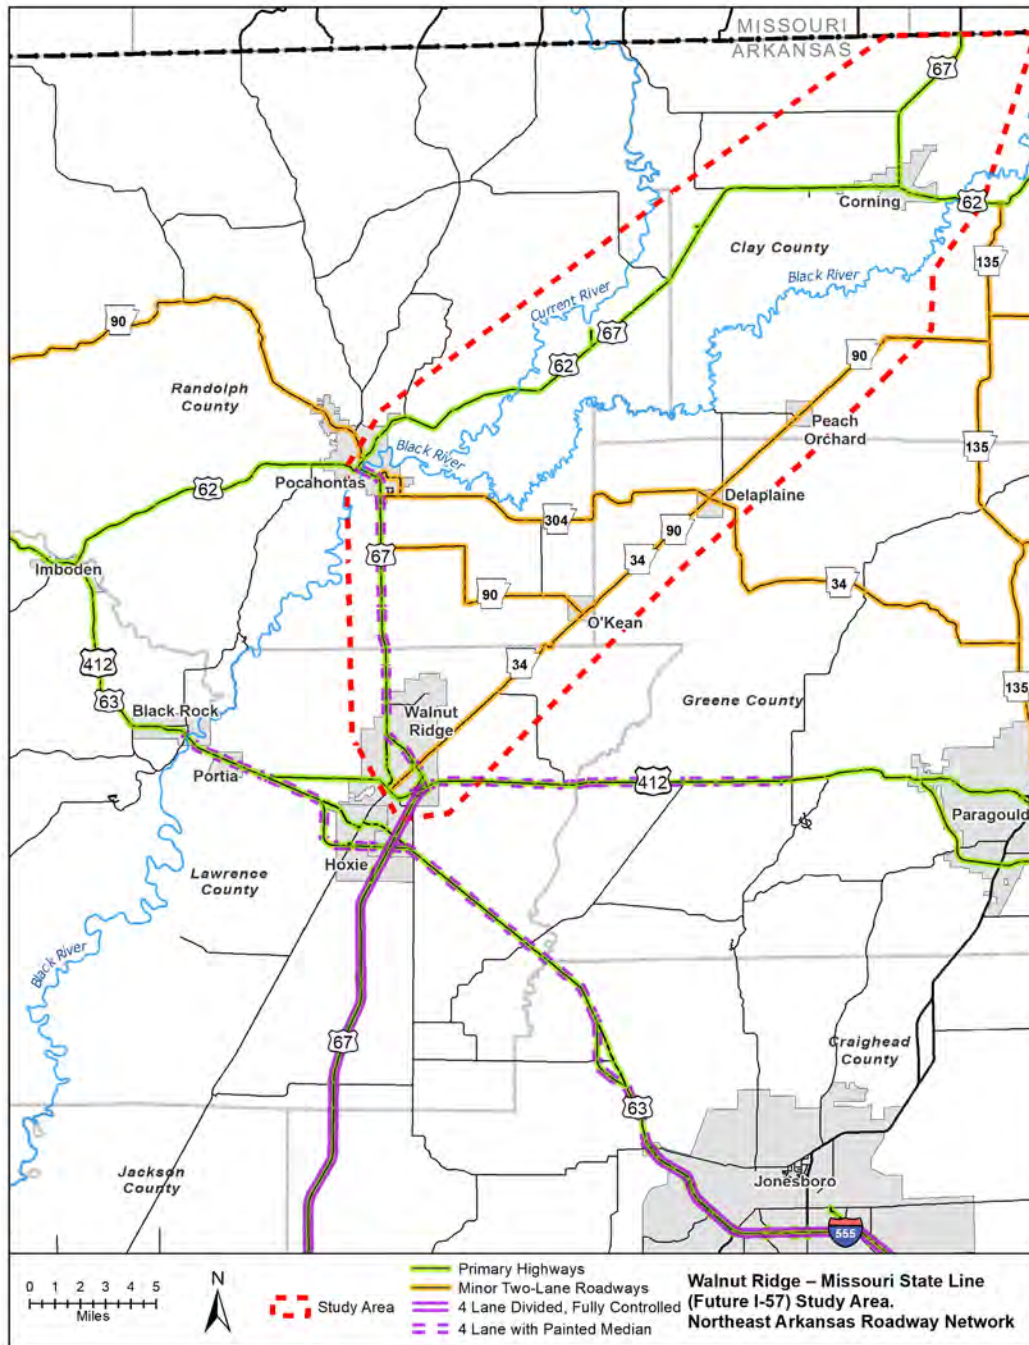 MISSOURI
ARKANSAS
67
Corning
62
Clay County
135
Black River
Current River
90
67
62
90
Randolph
County
Peach
Orchard
135
Black River
Pocahontas
62
Delaplaine
304
90
67
34
Imboden
90
34
O'Kean
412
34
63
135
Black Rock
Walnut
Ridge
Greene County
Portia
412
Paragould
Hoxie
Lawrence
County
Black River
67
Craighead
County
63
Jackson
County
Jonesboro
555
0 1 2 3 4 5
Miles
N
Study Area
Primary Highways
Minor Two-Lane Roadways
4 Lane Divided, Fully Controlled
4 Lane with Painted Median
Walnut Ridge – Missouri State Line
(Future I-57) Study Area.
Northeast Arkansas Roadway Network